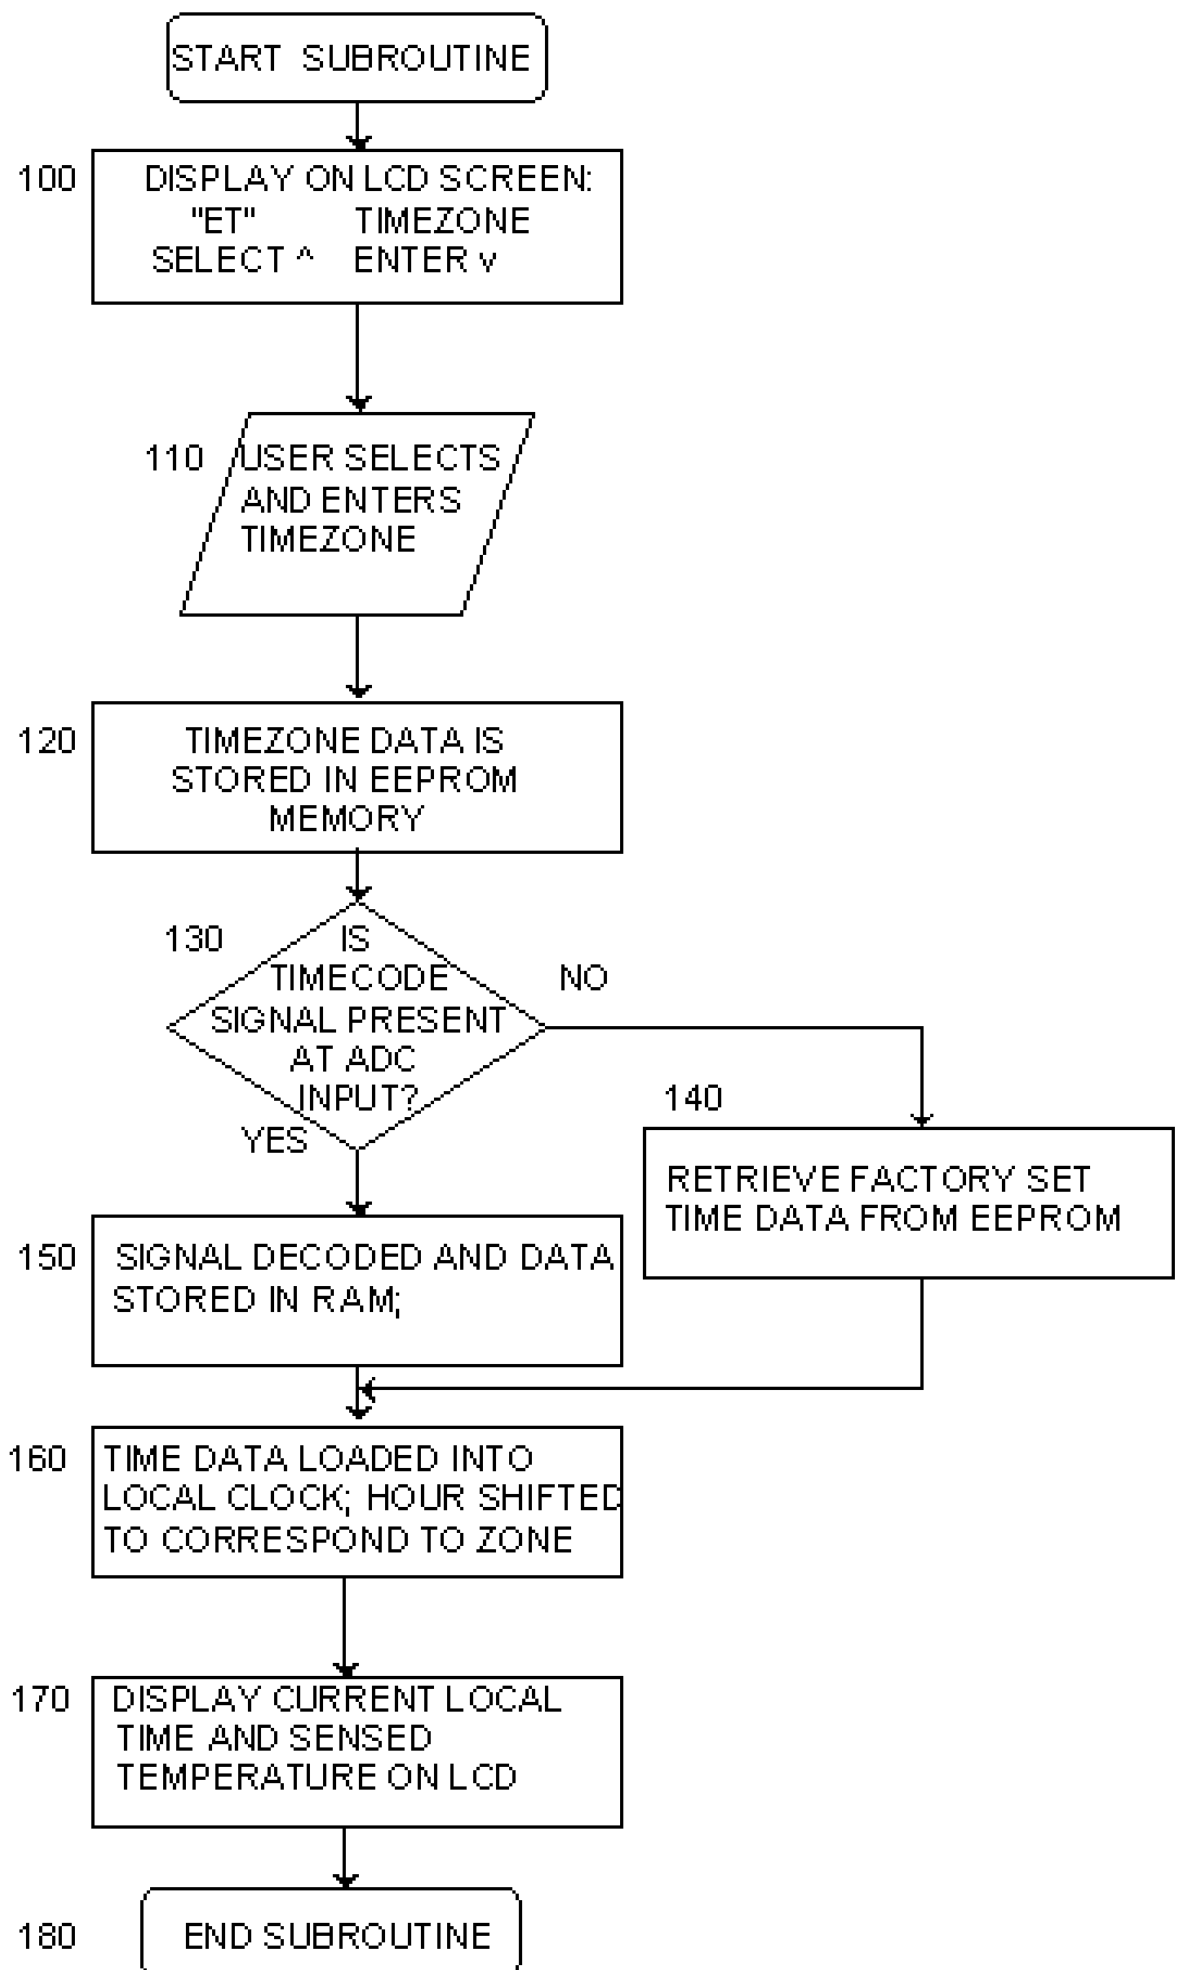 START SUBROUTINE
100
DISPLAY ON LCD SCREEN:
"ET" TIMEZONE
SELECT ^ ENTER v
110
USER SELECTS
AND ENTERS
TIMEZONE
120
TIMEZONE DATA IS
STORED IN EEPROM
MEMORY
130
IS
TIMECODE
SIGNAL PRESENT
AT ADC
INPUT?
NO
YES
140
RETRIEVE FACTORY SET
TIME DATA FROM EEPROM
150
SIGNAL DECODED AND DATA
STORED IN RAM;
160
TIME DATA LOADED INTO
LOCAL CLOCK; HOUR SHIFTED
TO CORRESPOND TO ZONE
170
DISPLAY CURRENT LOCAL
TIME AND SENSED
TEMPERATURE ON LCD
180
END SUBROUTINE